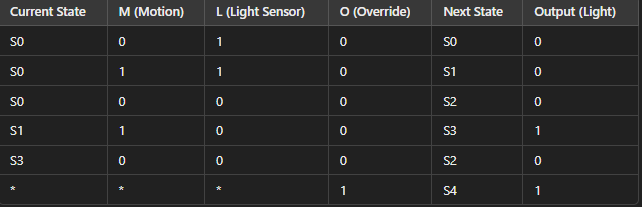 Current State M (Motion) L (Light Sensor) O (Override) Next State Output (Light)
S0 0 1 0 S0 0
S0 1 1 0 S1 0
S0 0 0 0 S2 0
S1 1 0 0 S3 1
S3 0 0 0 S2 0
* * * 1 S4 1